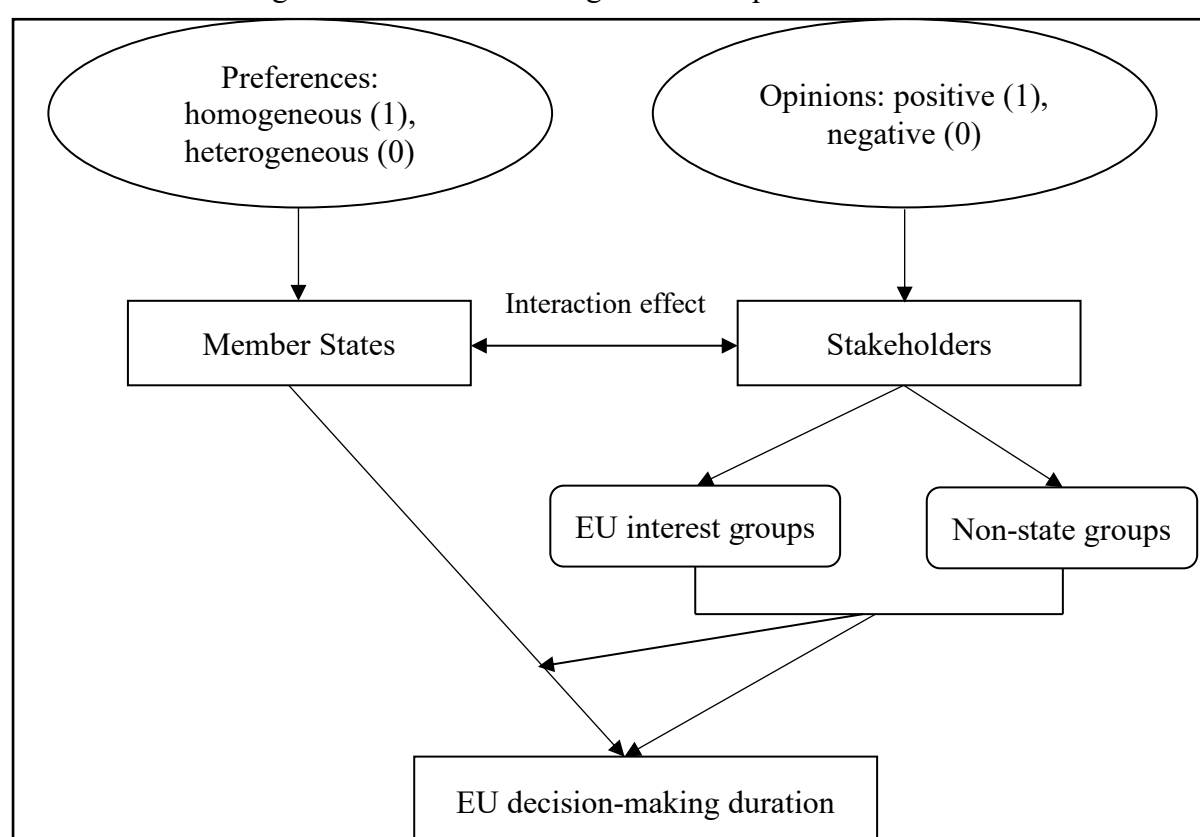 Preferences:
homogeneous (1),
heterogeneous (0)
Opinions: positive (1),
negative (0)
Interaction effect
Member States
Stakeholders
EU interest groups
Non-state groups
EU decision-making duration